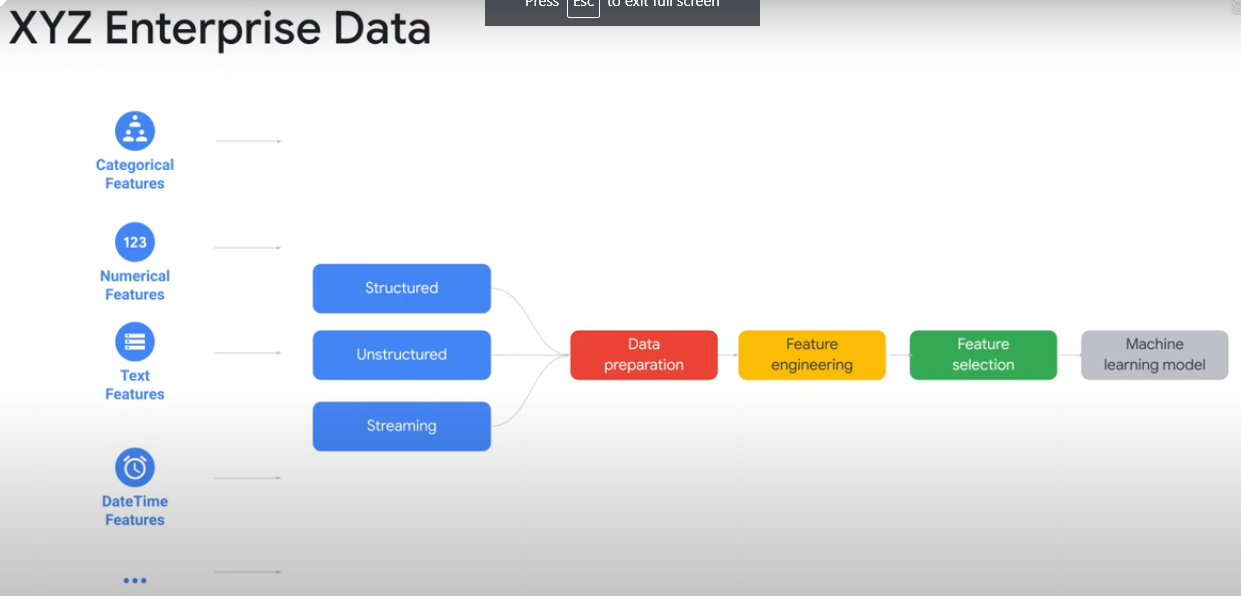 Press Esc to exit full screen
XYZ Enterprise Data
Categorical
Features
123
Numerical
Features
Text
Features
DateTime
Features
...
Structured
Unstructured
Streaming
Data
preparation
Feature
engineering
Feature
selection
Machine
learning model